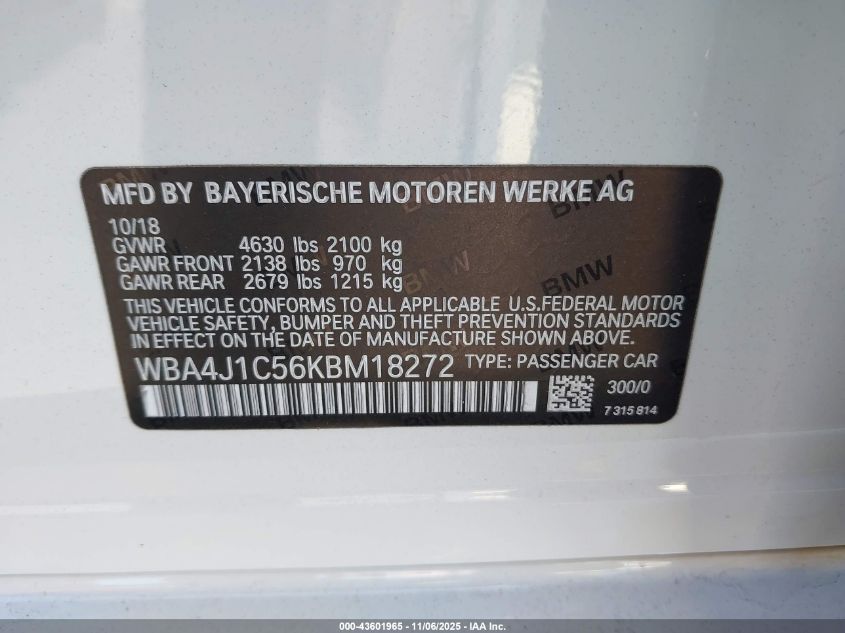 MFD BY BAYERISCHE MOTOREN WERKE AG
10/18
GVWR 4630 lbs 2100 kg
GAWR FRONT 2138 lbs 970 kg
GAWR REAR 2679 lbs 1215 kg
THIS VEHICLE CONFORMS TO ALL APPLICABLE U.S.FEDERAL MOTOR
VEHICLE SAFETY, BUMPER AND THEFT PREVENTION STANDARDS
IN EFFECT ON THE DATE OF MANUFACTURE SHOWN ABOVE.
WBA4J1C56KBM18272 TYPE: PASSENGER CAR
300/0
7 315 814
BMW
BMW
000-43601965 - 11/06/2025 - IAA Inc.